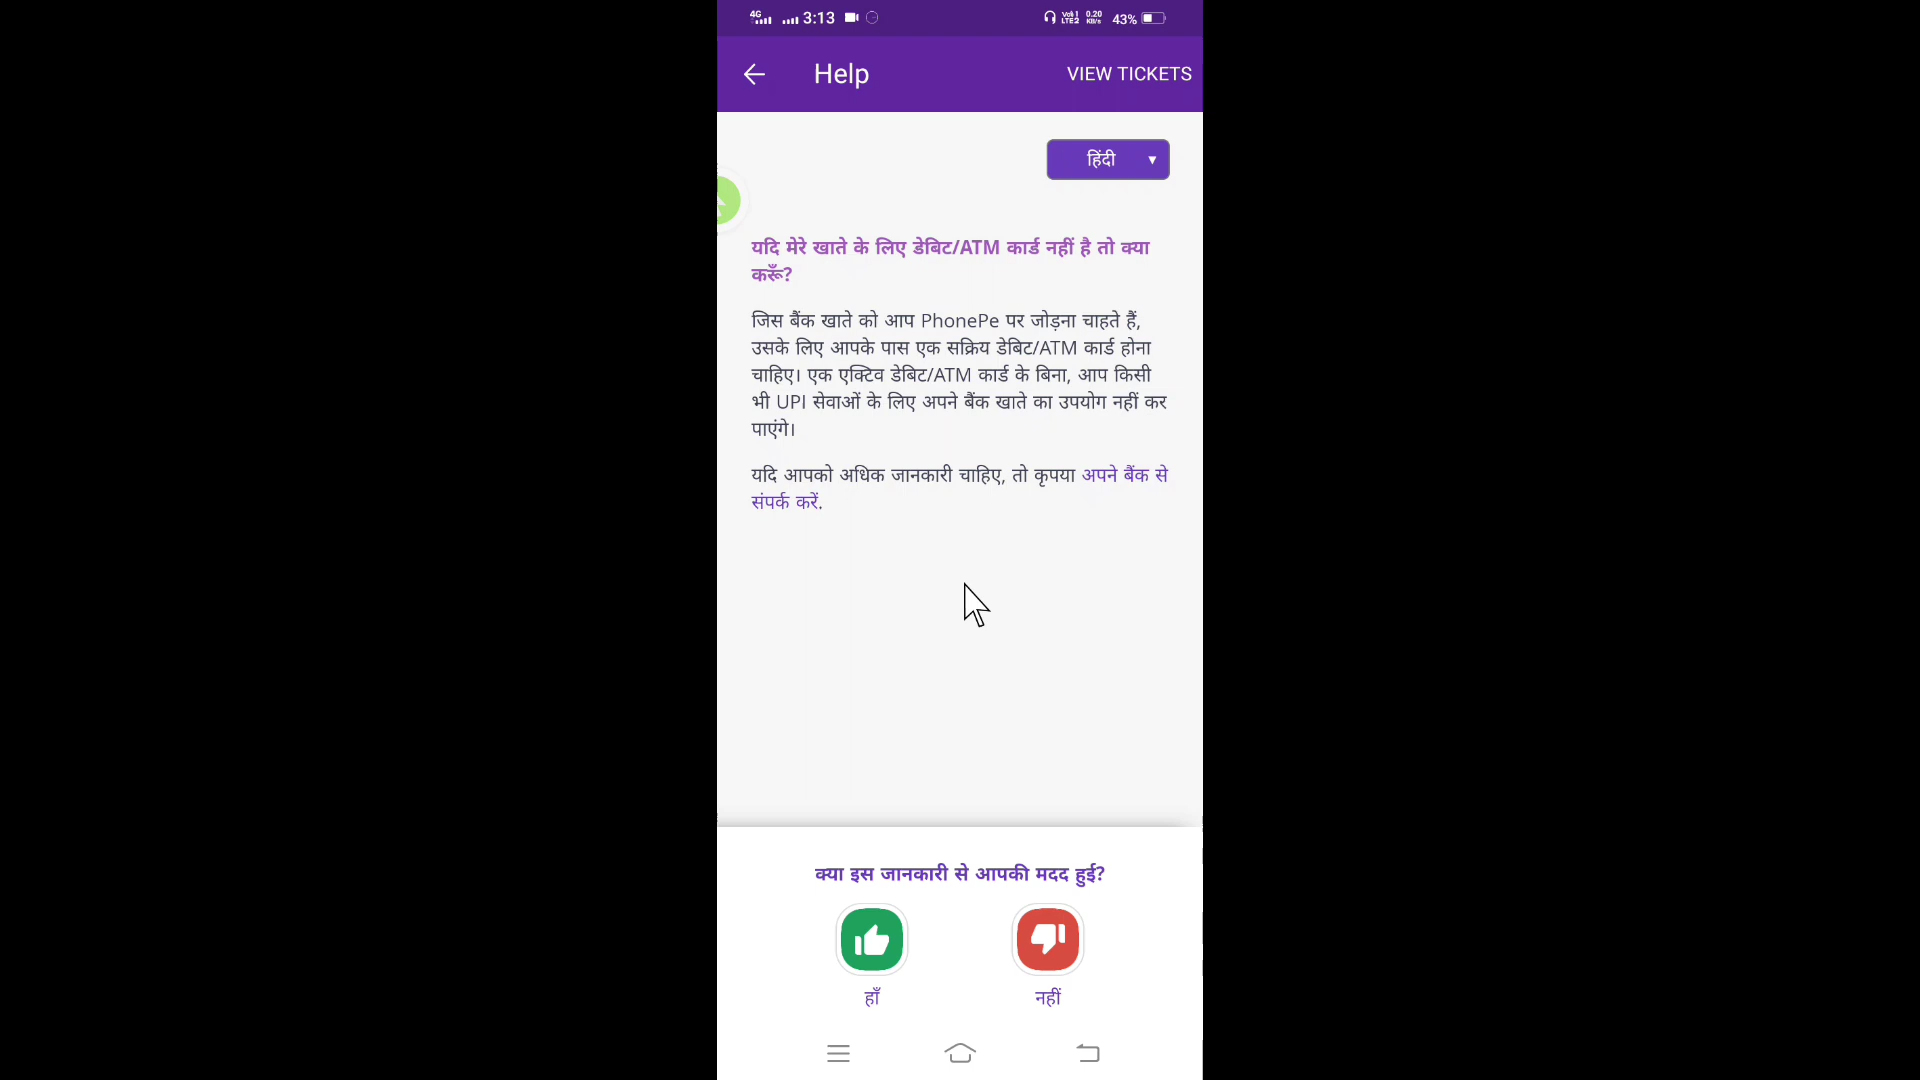 4G 3:13 43%
Help VIEW TICKETS
हिंदी
यदि मेरे खाते के लिए डेबिट/ATM कार्ड नहीं है तो क्या
करूँ?
जिस बैंक खाते को आप PhonePe पर जोड़ना चाहते हैं,
उसके लिए आपके पास एक सक्रिय डेबिट/ATM कार्ड होना
चाहिए। एक एक्टिव डेबिट/ATM कार्ड के बिना, आप किसी
भी UPI सेवाओं के लिए अपने बैंक खाते का उपयोग नहीं कर
पाएंगे।
यदि आपको अधिक जानकारी चाहिए, तो कृपया अपने बैंक से
संपर्क करें.
क्या इस जानकारी से आपकी मदद हुई?
हाँ नहीं